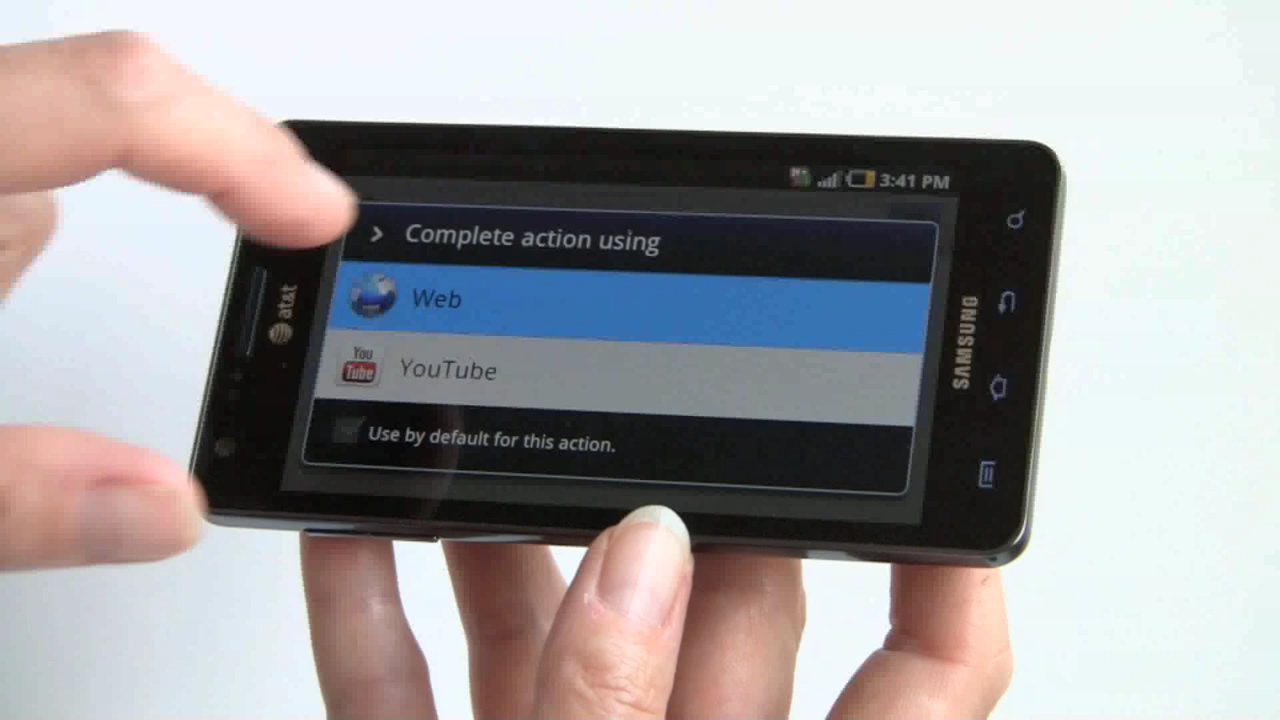 3:41 PM
Complete action using
Web
You
Tube
YouTube
Use by default for this action.
at&t
SAMSUNG